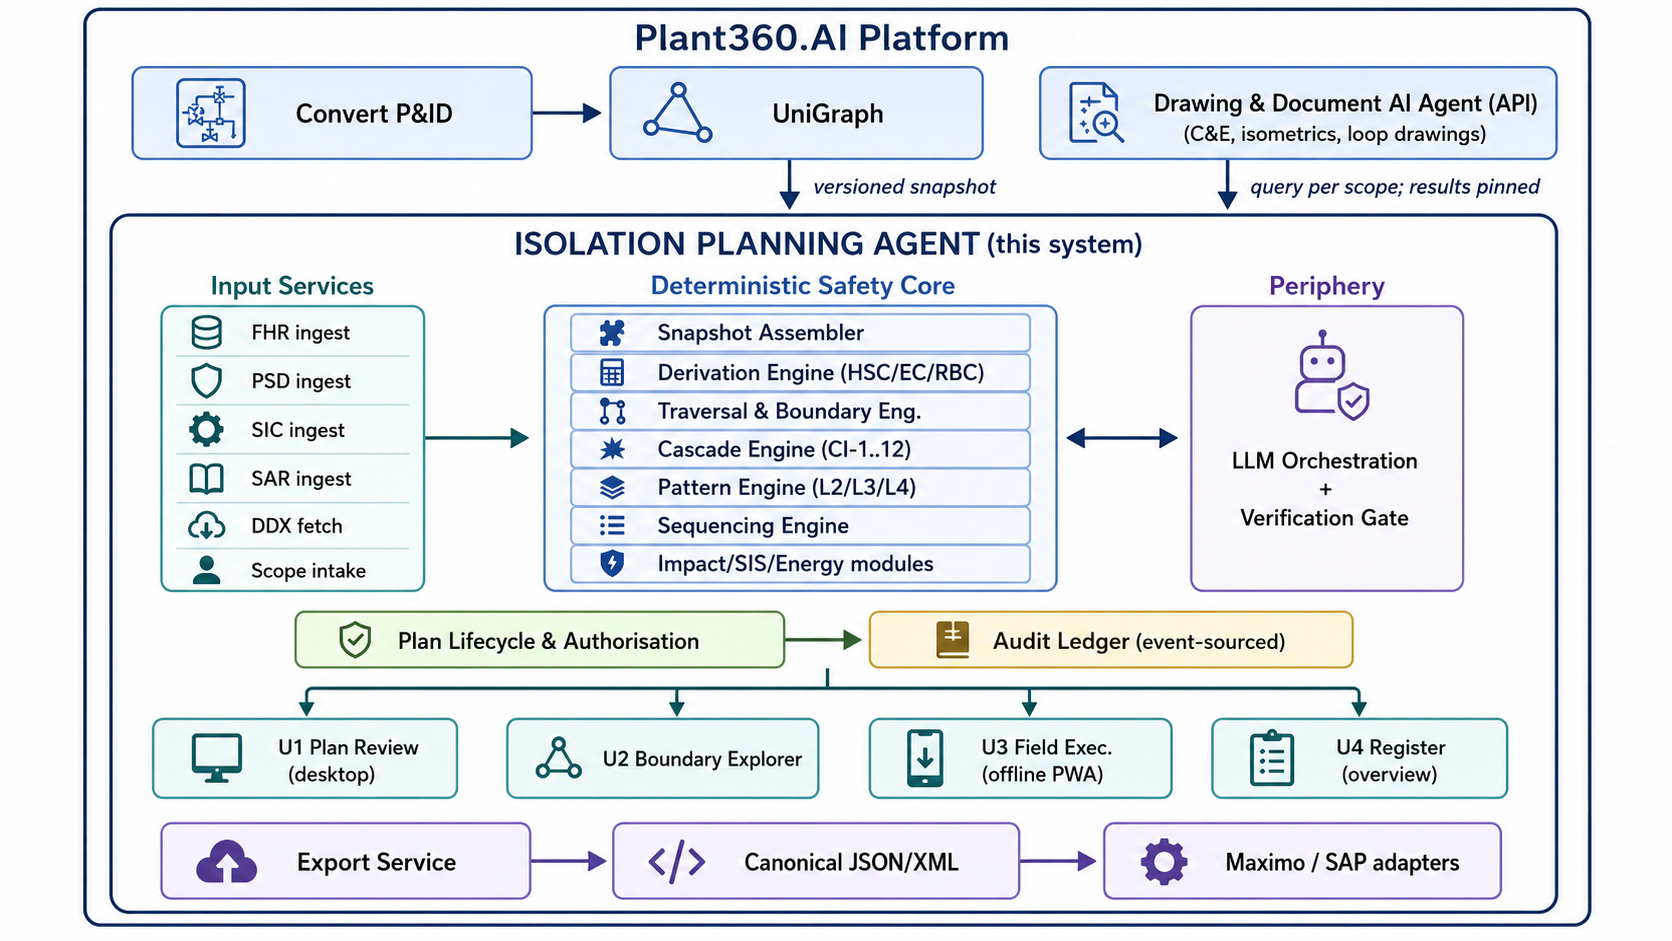 Plant360.AI Platform
Convert P&ID
UniGraph
Drawing & Document AI Agent (API)
(C&E, isometrics, loop drawings)
versioned snapshot
query per scope; results pinned
ISOLATION PLANNING AGENT (this system)
Input Services
FHR ingest
PSD ingest
SIC ingest
SAR ingest
DDX fetch
Scope intake
Deterministic Safety Core
Snapshot Assembler
Derivation Engine (HSC/EC/RBC)
Traversal & Boundary Eng.
Cascade Engine (CI-1..12)
Pattern Engine (L2/L3/L4)
Sequencing Engine
Impact/SIS/Energy modules
Periphery
LLM Orchestration
+
Verification Gate
Plan Lifecycle & Authorisation
Audit Ledger (event-sourced)
U1 Plan Review
(desktop)
U2 Boundary Explorer
U3 Field Exec.
(offline PWA)
U4 Register
(overview)
Export Service
</> Canonical JSON/XML
Maximo / SAP adapters